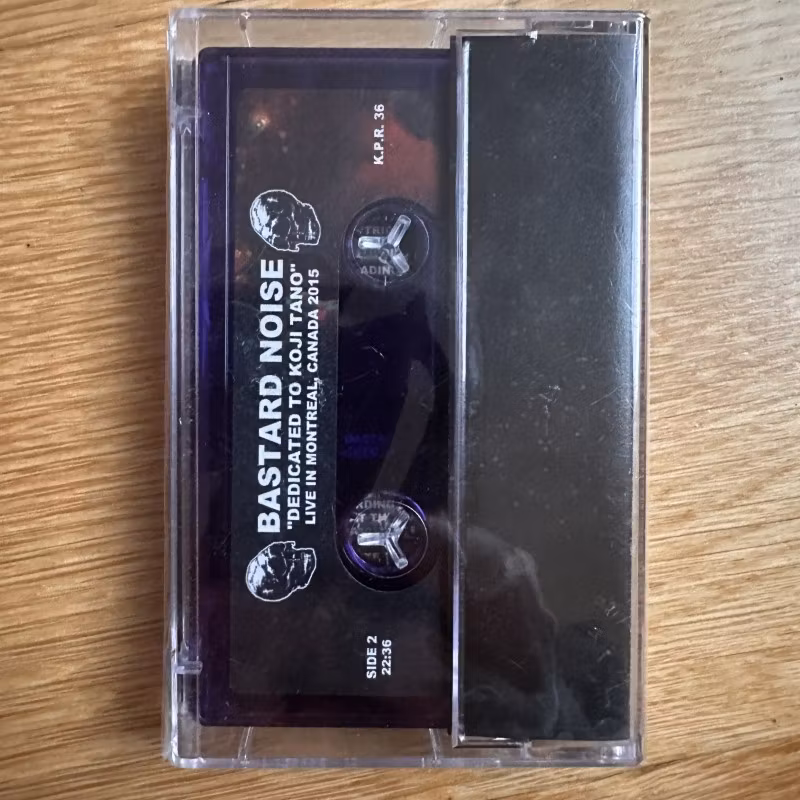 BASTARD NOISE
"DEDICATED TO KOJI TANO"
LIVE IN MONTREAL, CANADA 2015
SIDE 2
22:36
K.P.R. 36